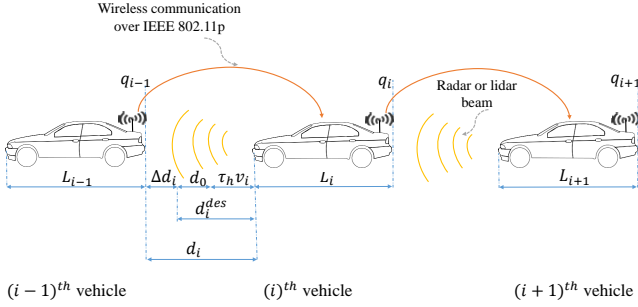 Wireless communication
over IEEE 802.11p
q_{i-1}
q_i
q_{i+1}
Radar or lidar
beam
L_{i-1}
Δd_i
d_0
τ_h v_i
L_i
L_{i+1}
d_i^{des}
d_i
(i − 1)^{th} vehicle
(i)^{th} vehicle
(i + 1)^{th} vehicle